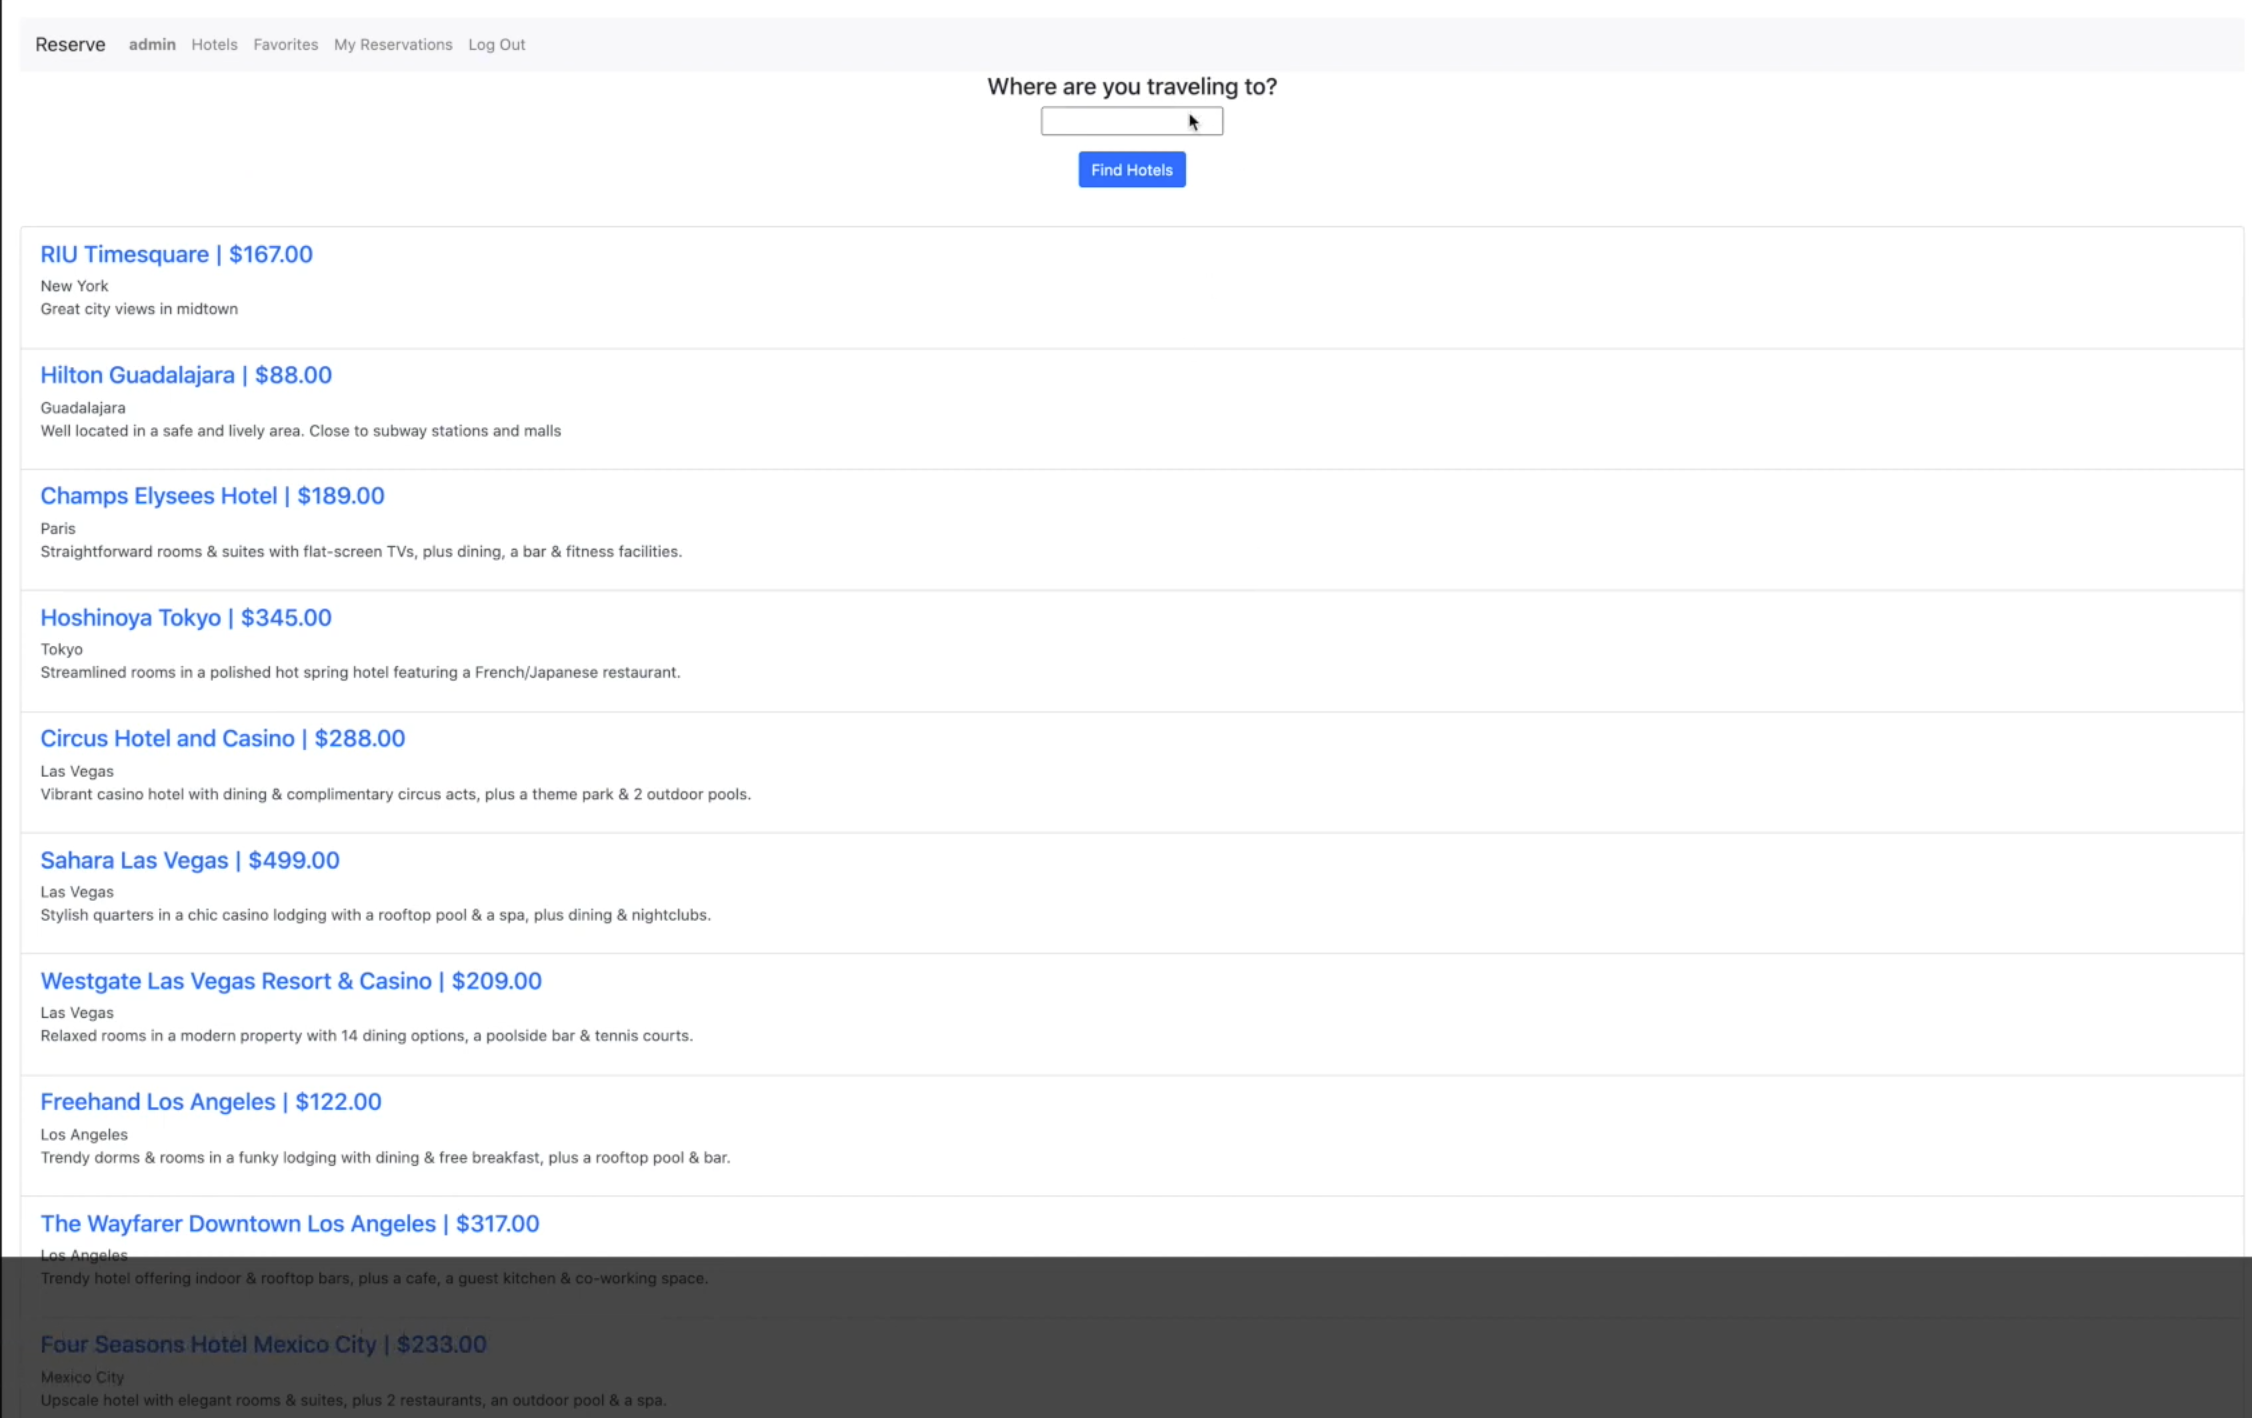 Reserve admin Hotels Favorites My Reservations Log Out
Where are you traveling to?
Find Hotels
RIU Timesquare | $167.00
New York
Great city views in midtown
Hilton Guadalajara | $88.00
Guadalajara
Well located in a safe and lively area. Close to subway stations and malls
Champs Elysees Hotel | $189.00
Paris
Straightforward rooms & suites with flat-screen TVs, plus dining, a bar & fitness facilities.
Hoshinoya Tokyo | $345.00
Tokyo
Streamlined rooms in a polished hot spring hotel featuring a French/Japanese restaurant.
Circus Hotel and Casino | $288.00
Las Vegas
Vibrant casino hotel with dining & complimentary circus acts, plus a theme park & 2 outdoor pools.
Sahara Las Vegas | $499.00
Las Vegas
Stylish quarters in a chic casino lodging with a rooftop pool & a spa, plus dining & nightclubs.
Westgate Las Vegas Resort & Casino | $209.00
Las Vegas
Relaxed rooms in a modern property with 14 dining options, a poolside bar & tennis courts.
Freehand Los Angeles | $122.00
Los Angeles
Trendy dorms & rooms in a funky lodging with dining & free breakfast, plus a rooftop pool & bar.
The Wayfarer Downtown Los Angeles | $317.00
Los Angeles
Trendy hotel offering indoor & rooftop bars, plus a cafe, a guest kitchen & co-working space.
Four Seasons Hotel Mexico City | $233.00
Mexico City
Upscale hotel with elegant rooms & suites, plus 2 restaurants, an outdoor pool & a spa.